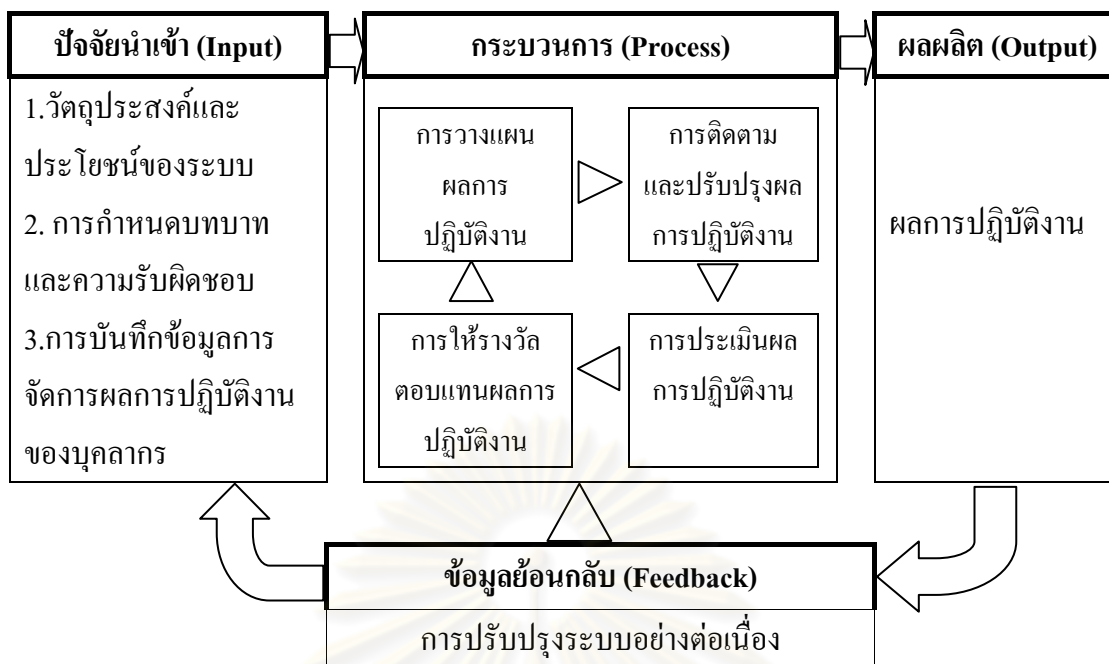 ปัจจัยนำเข้า (Input)
1.วัตถุประสงค์และ
ประโยชน์ของระบบ
2. การกำหนดบทบาท
และความรับผิดชอบ
3.การบันทึกข้อมูลการ
จัดการผลการปฏิบัติงาน
ของบุคลากร
กระบวนการ (Process)
การวางแผน
ผลการ
ปฏิบัติงาน
การติดตาม
และปรับปรุงผล
การปฏิบัติงาน
การให้รางวัล
ตอบแทนผลการ
ปฏิบัติงาน
การประเมินผล
การปฏิบัติงาน
ผลผลิต (Output)
ผลการปฏิบัติงาน
ข้อมูลย้อนกลับ (Feedback)
การปรับปรุงระบบอย่างต่อเนื่อง